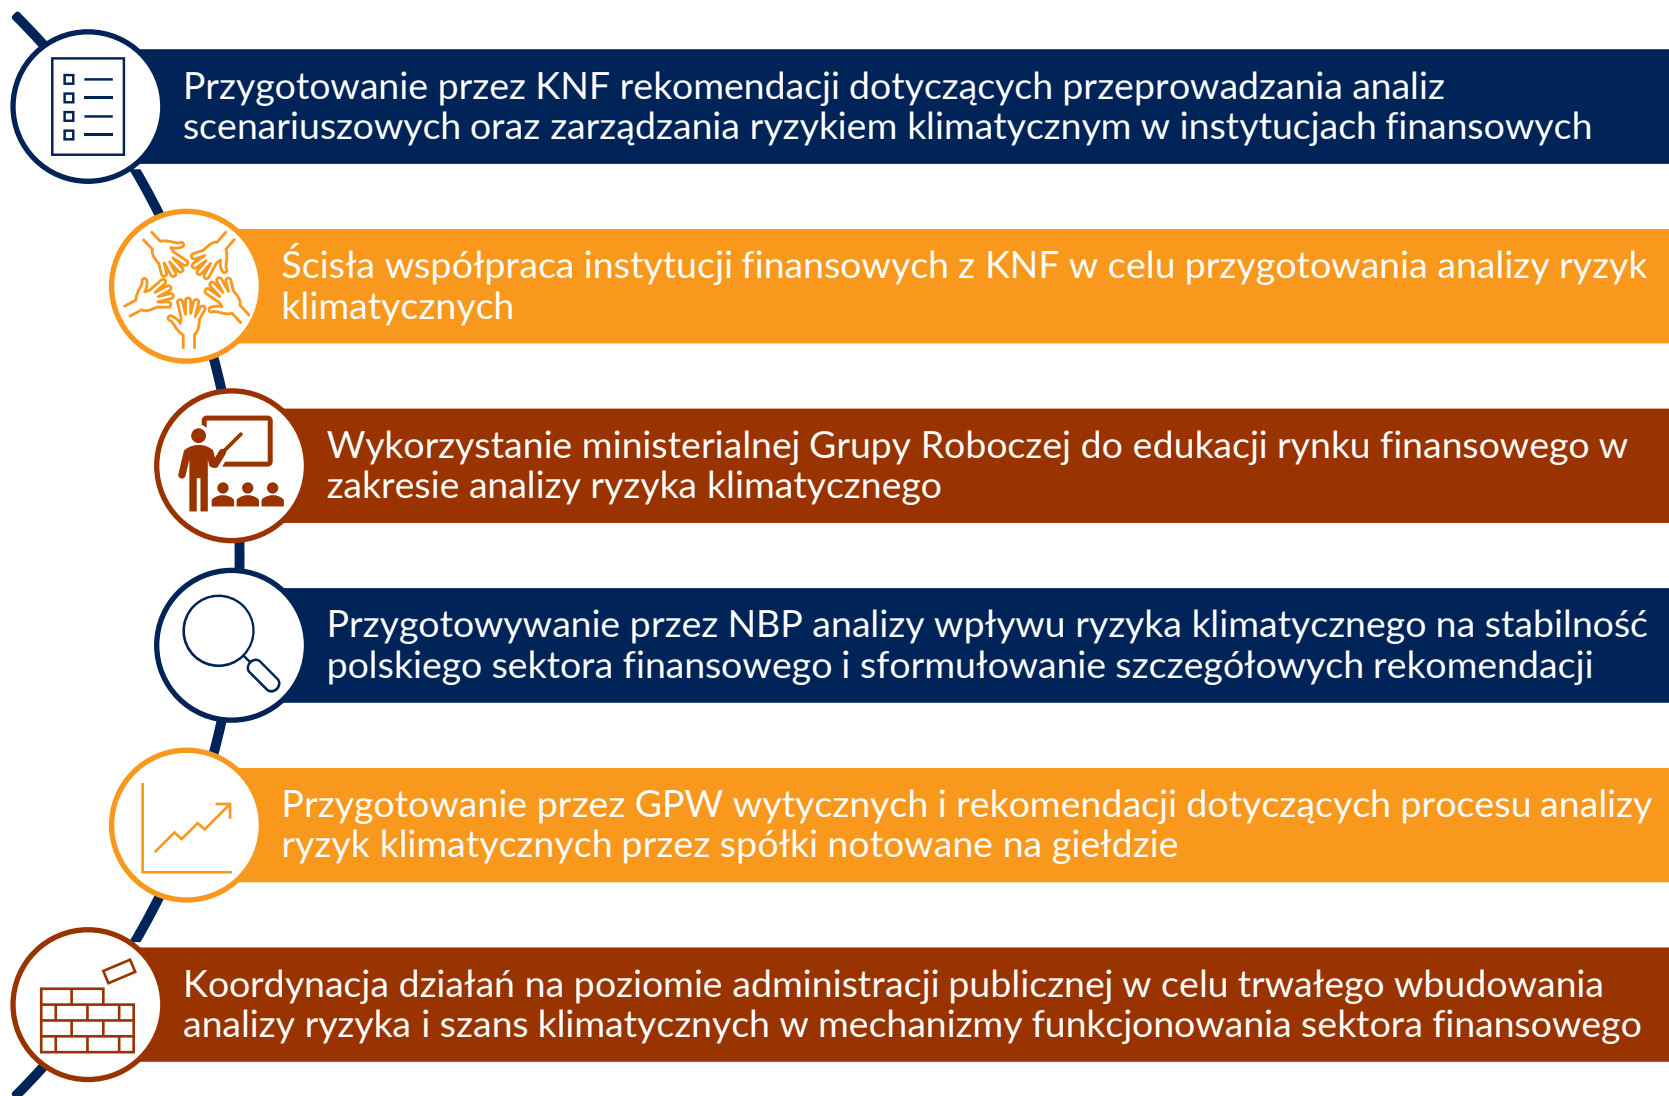 Przygotowanie przez KNF rekomendacji dotyczących przeprowadzania analiz
scenariuszowych oraz zarządzania ryzykiem klimatycznym w instytucjach finansowych
Ścisła współpraca instytucji finansowych z KNF w celu przygotowania analizy ryzyk
klimatycznych
Wykorzystanie ministerialnej Grupy Roboczej do edukacji rynku finansowego w
zakresie analizy ryzyka klimatycznego
Przygotowywanie przez NBP analizy wpływu ryzyka klimatycznego na stabilność
polskiego sektora finansowego i sformułowanie szczegółowych rekomendacji
Przygotowanie przez GPW wytycznych i rekomendacji dotyczących procesu analizy
ryzyk klimatycznych przez spółki notowane na giełdzie
Koordynacja działań na poziomie administracji publicznej w celu trwałego wbudowania
analizy ryzyka i szans klimatycznych w mechanizmy funkcjonowania sektora finansowego